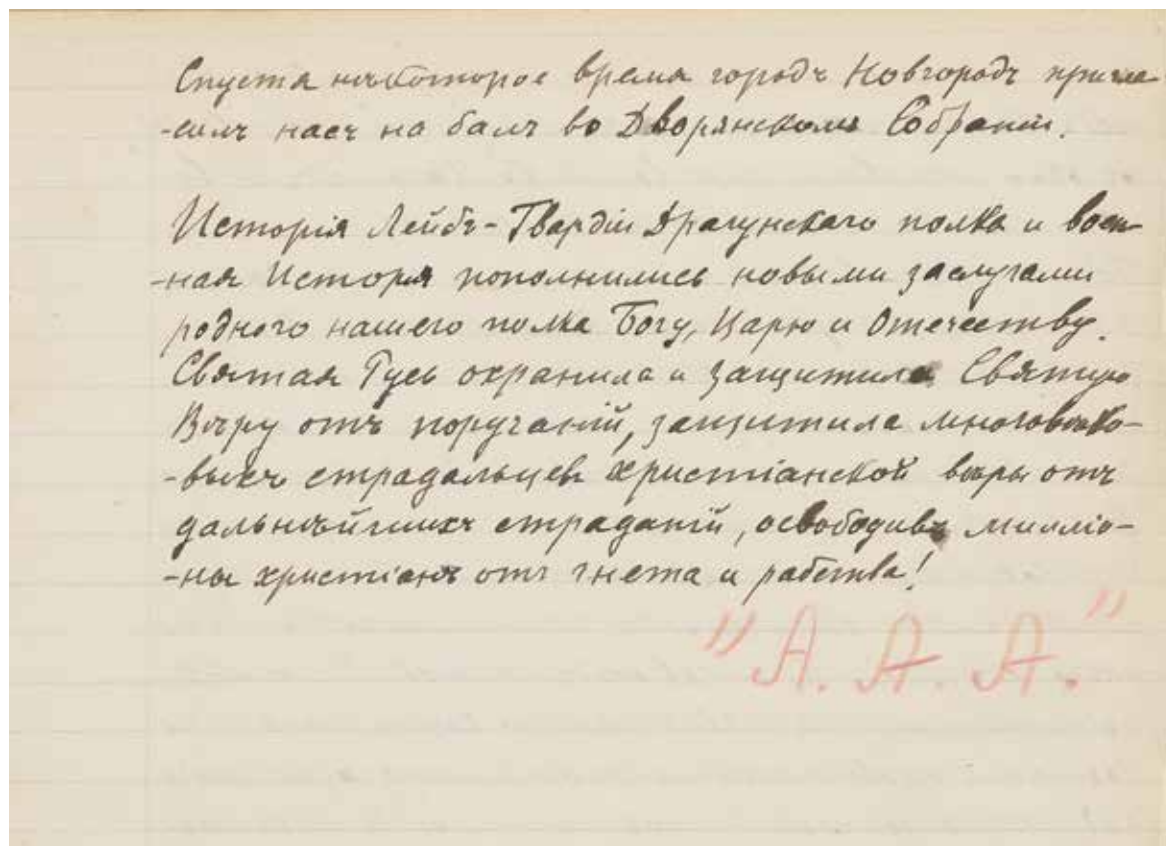 Спустя нѣкоторое время городъ Новгородъ пригла
-силъ насъ на балъ во Дворянскомъ Собраніи.
Исторія Лейбъ-Гвардіи Драгунскаго полка и воен-
-ная Исторія пополнились новыми заслугами
родного нашего полка Богу, Царю и Отечеству.
Святая Русь охранила и защитила Святую
Вѣру отъ поруганій, защитила многовѣко-
-выхъ страдальцевъ христіанской вѣры отъ
дальнѣйшихъ страданій, освободивъ милліо-
-ны христіанъ отъ гнета и рабства!
"А. А. А."